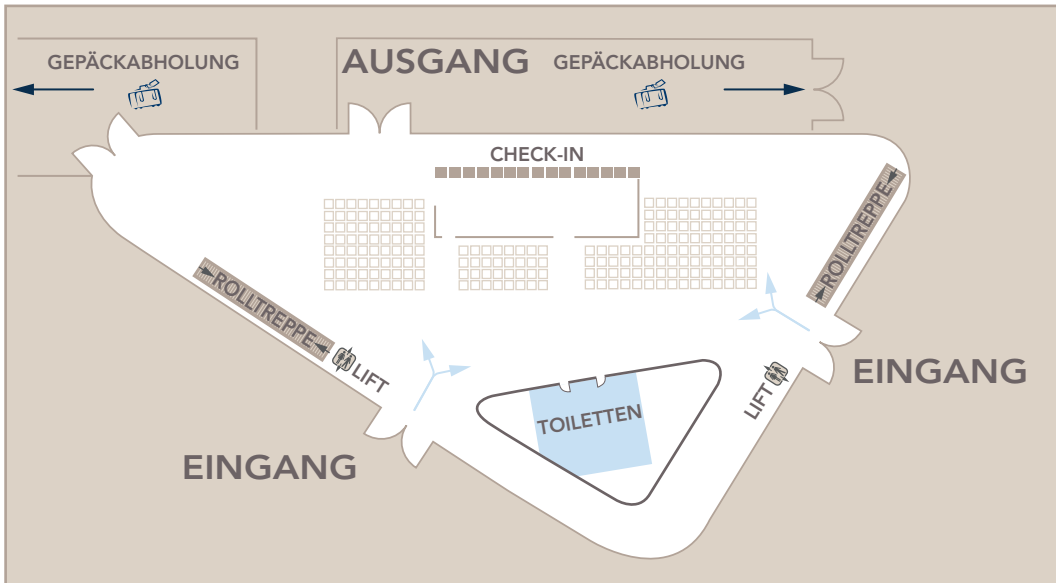 GEPÄCKABHOLUNG
AUSGANG
GEPÄCKABHOLUNG
CHECK-IN
ROLLTREPPE
ROLLTREPPE
LIFT
LIFT
EINGANG
TOILETTEN
EINGANG